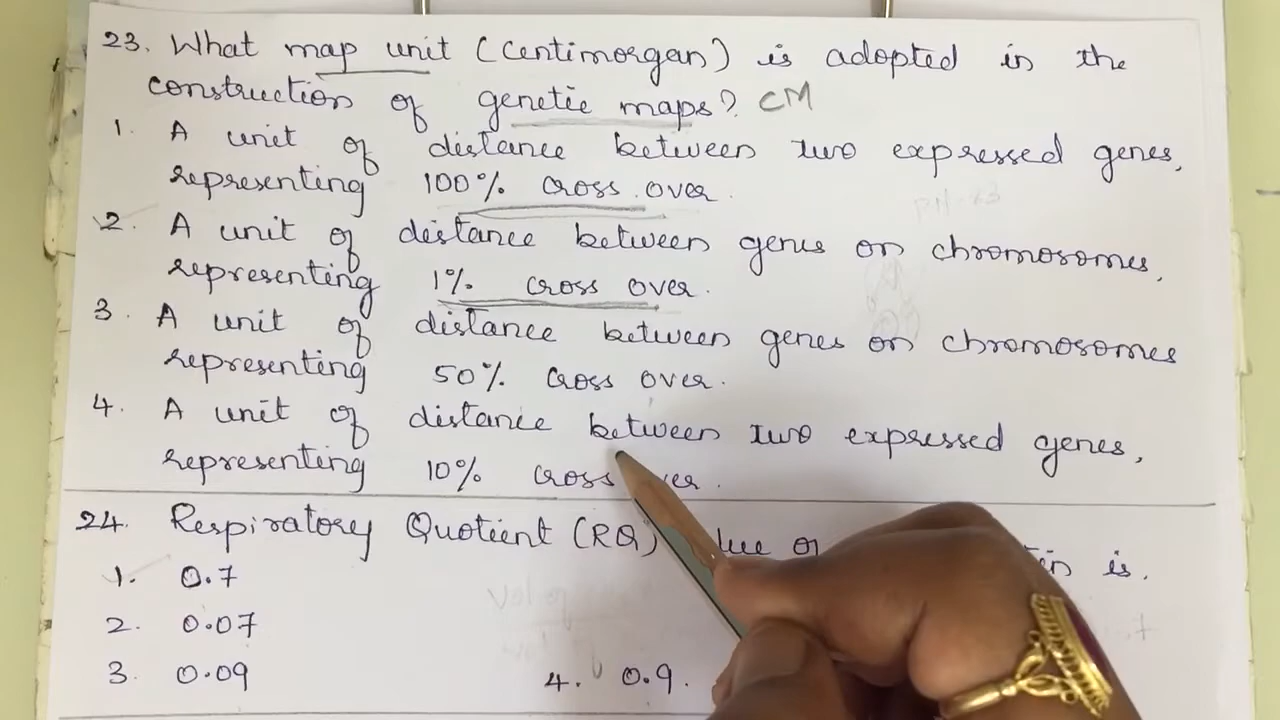 23. What map unit (Centimorgan) is adopted in the
construction of genetic maps? CM
1. A unit of distance between two expressed genes,
representing 100% cross over.
2. A unit of distance between genes on chromosomes,
representing 1% cross over.
3. A unit of distance between genes on chromosomes
representing 50% cross over.
4. A unit of distance between two expressed genes,
representing 10% cross
24. Respiratory Quotient (RQ) is.
1. 0.7
2. 0.07
3. 0.09 4. 0.9.